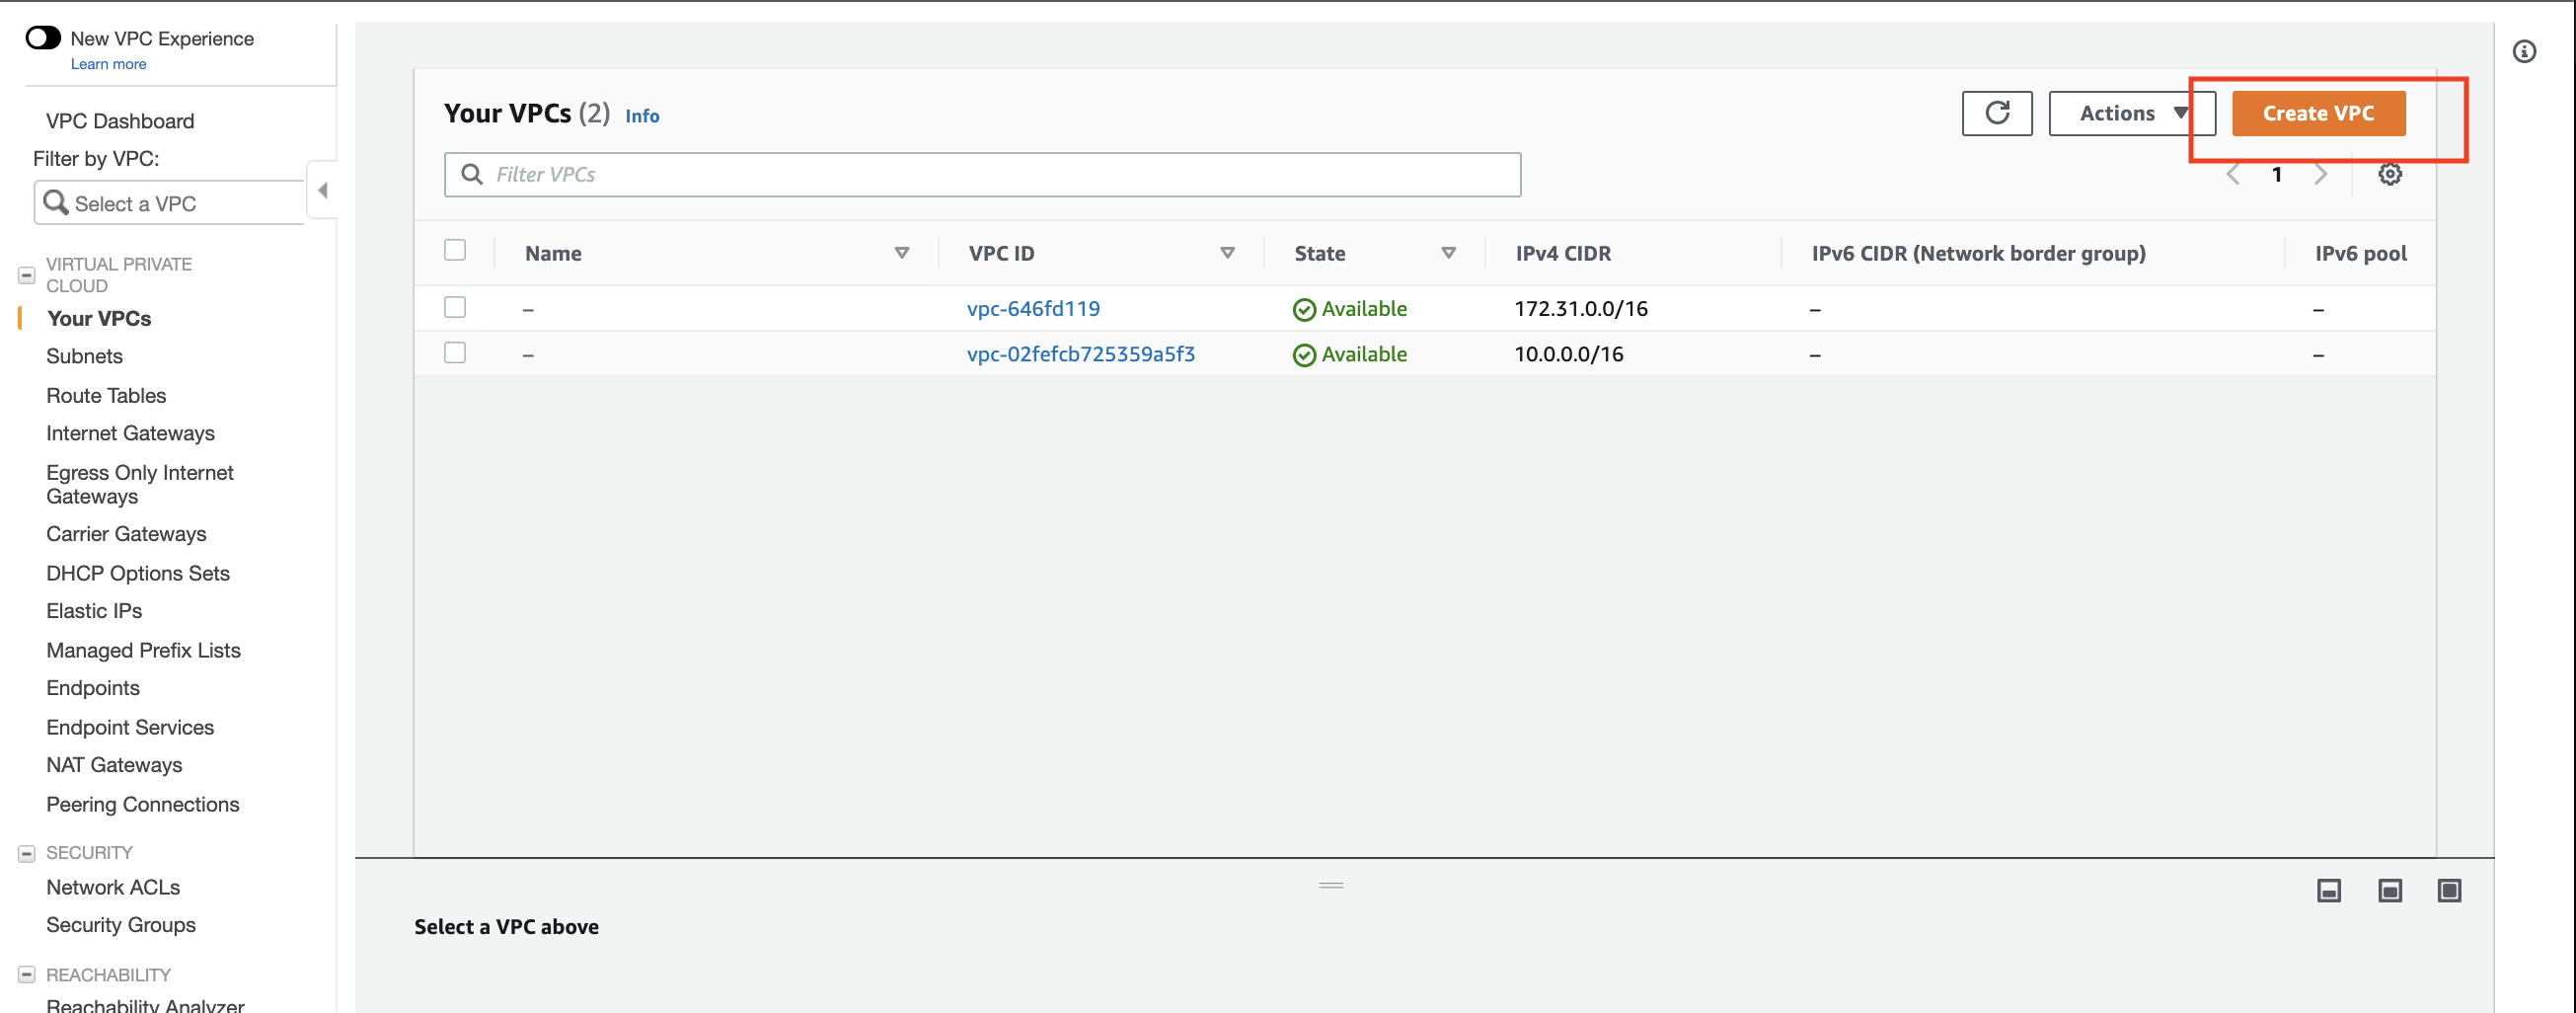 New VPC Experience
Learn more
VPC Dashboard
Filter by VPC:
Select a VPC
VIRTUAL PRIVATE
CLOUD
Your VPCs
Subnets
Route Tables
Internet Gateways
Egress Only Internet
Gateways
Carrier Gateways
DHCP Options Sets
Elastic IPs
Managed Prefix Lists
Endpoints
Endpoint Services
NAT Gateways
Peering Connections
SECURITY
Network ACLs
Security Groups
REACHABILITY
Reachability Analyzer
Your VPCs (2) Info
Actions
Create VPC
Filter VPCs
1
Name VPC ID State IPv4 CIDR IPv6 CIDR (Network border group) IPv6 pool
– vpc-646fd119 Available 172.31.0.0/16 – –
– vpc-02fefcb725359a5f3 Available 10.0.0.0/16 – –
Select a VPC above